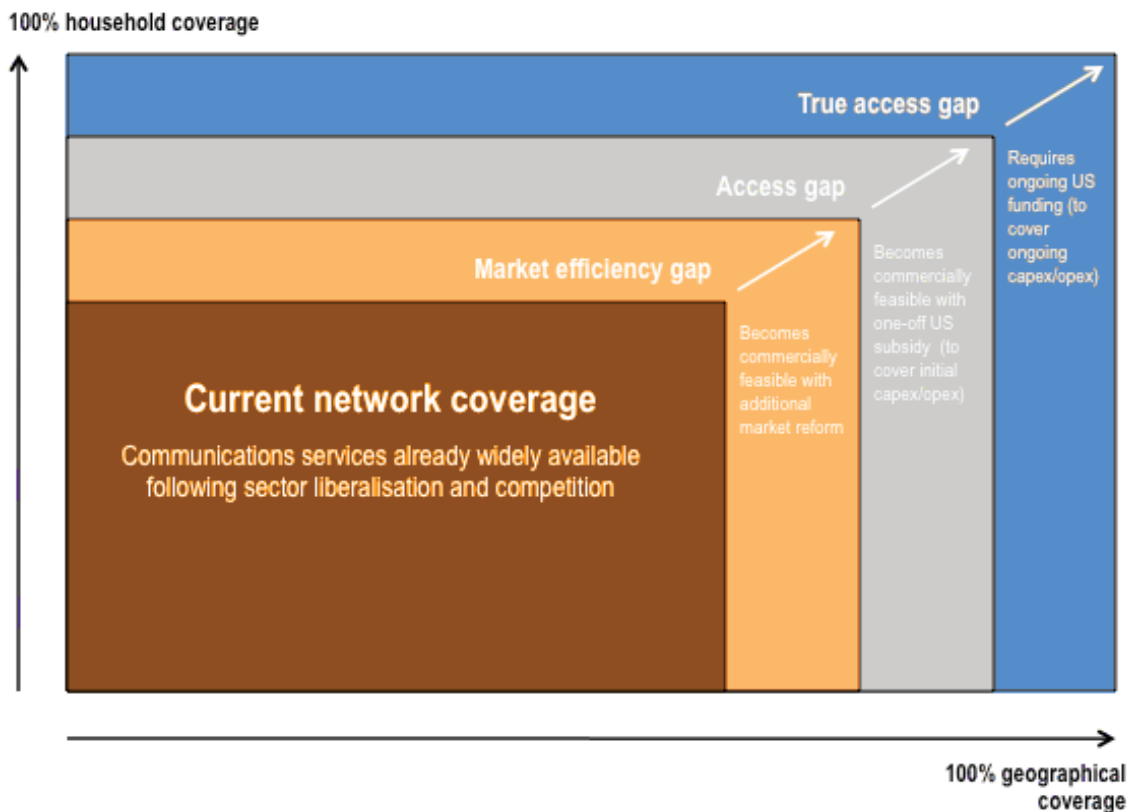 100% household coverage
True access gap
Requires
ongoing US
funding (to
cover
ongoing
capex/opex)
Access gap
Becomes
commercially
feasible with
one-off US
subsidy (to
cover initial
capex/opex)
Market efficiency gap
Becomes
commercially
feasible with
additional
market reform
Current network coverage
Communications services already widely available
following sector liberalisation and competition
100% geographical
coverage